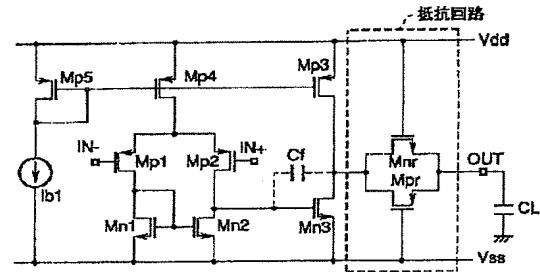 抵抗回路
Vdd
Mp5
Mp4
Mp3
IN-
Mp1
Mp2
IN+
Cf
Mnr
Mpr
OUT
Ib1
Mn1
Mn2
Mn3
CL
Vss